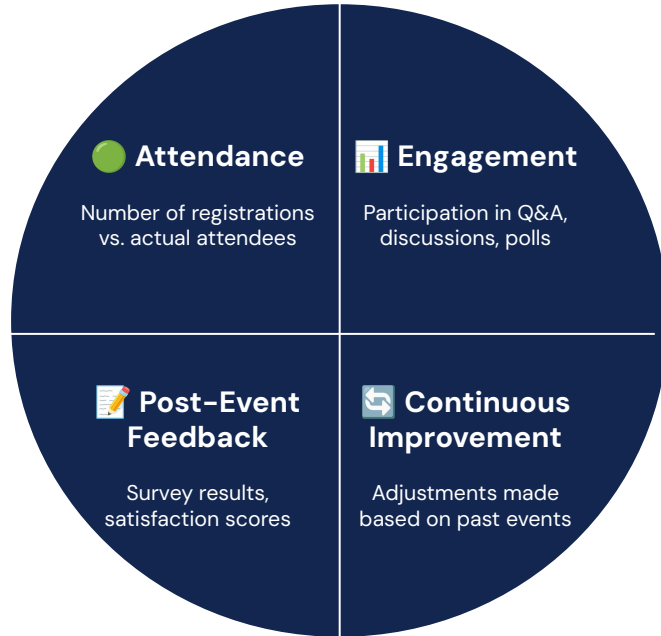 🟢 Attendance
Number of registrations
vs. actual attendees
📊 Engagement
Participation in Q&A,
discussions, polls
📝 Post-Event
Feedback
Survey results,
satisfaction scores
🔄 Continuous
Improvement
Adjustments made
based on past events